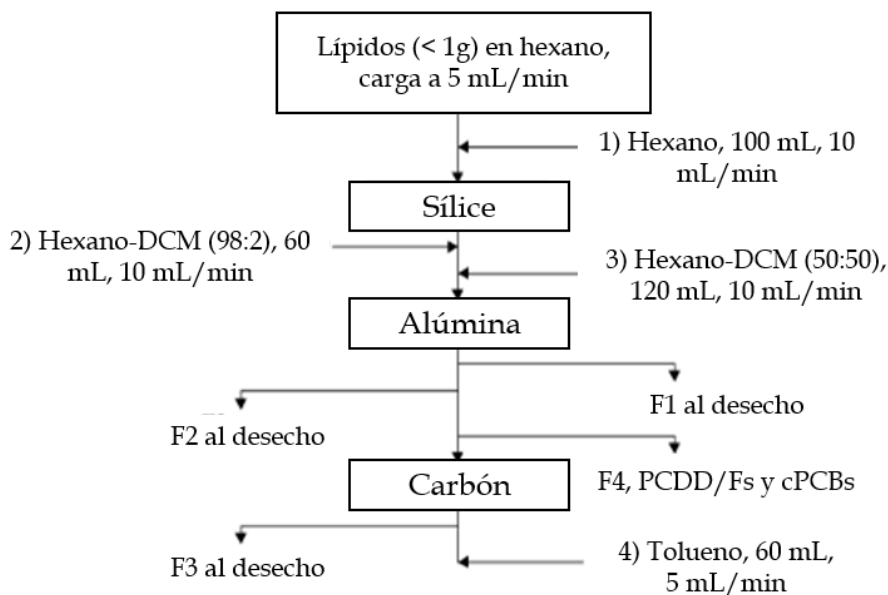 Lípidos (< 1g) en hexano,
carga a 5 mL/min
1) Hexano, 100 mL, 10
mL/min
Sílice
2) Hexano-DCM (98:2), 60
mL, 10 mL/min
3) Hexano-DCM (50:50),
120 mL, 10 mL/min
Alúmina
F1 al desecho
F2 al desecho
Carbón
F4, PCDD/Fs y cPCBs
F3 al desecho
4) Tolueno, 60 mL,
5 mL/min